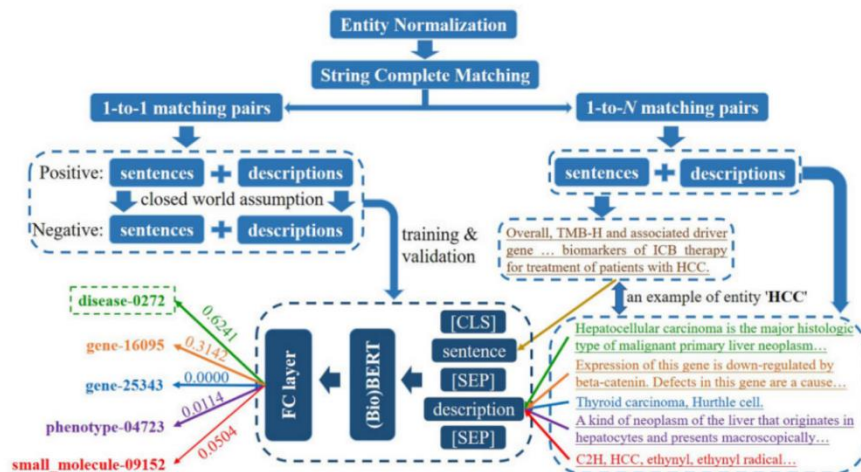 Entity Normalization
String Complete Matching
1-to-1 matching pairs
1-to-N matching pairs
Positive: sentences + descriptions
closed world assumption
Negative: sentences + descriptions
sentences + descriptions
training &
validation
Overall, TMB-H and associated driver
gene … biomarkers of ICB therapy
for treatment of patients with HCC.
an example of entity 'HCC'
disease-0272
gene-16095
gene-25343
phenotype-04723
small_molecule-09152
0.6241
0.3142
0.0000
0.0114
0.0504
FC layer
(Bio)BERT
[CLS]
sentence
[SEP]
description
[SEP]
Hepatocellular carcinoma is the major histologic
type of malignant primary liver neoplasm…
Expression of this gene is down-regulated by
beta-catenin. Defects in this gene are a cause…
Thyroid carcinoma, Hurthle cell.
A kind of neoplasm of the liver that originates in
hepatocytes and presents macroscopically…
C2H, HCC, ethynyl, ethynyl radical…